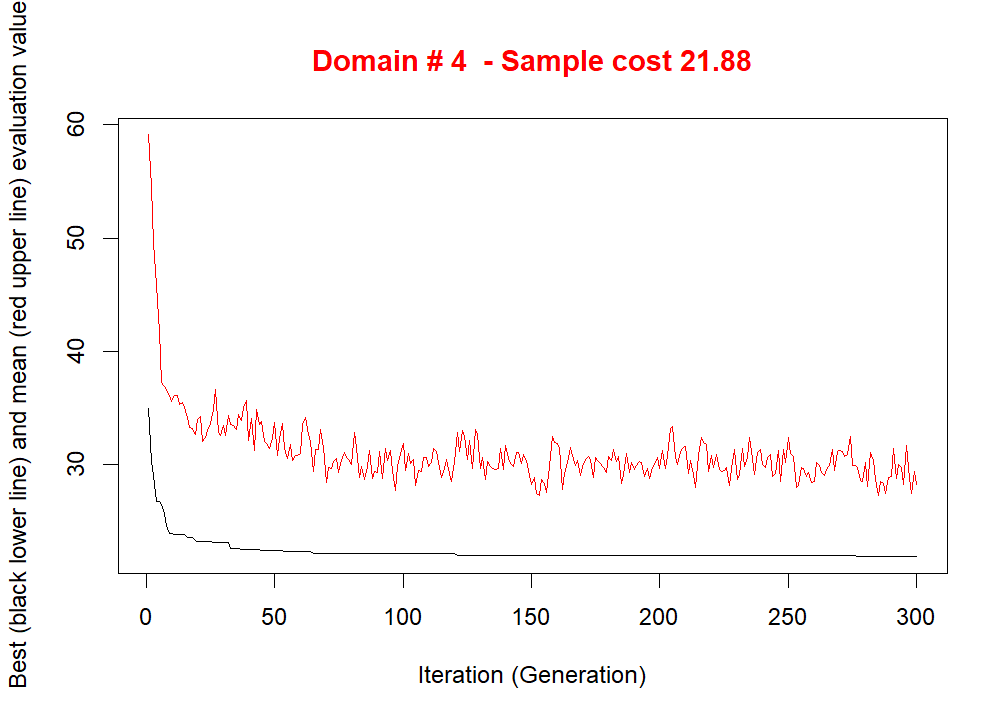 Domain # 4  - Sample cost 21.88
Best (black lower line) and mean (red upper line) evaluation value
60
50
40
30
0 50 100 150 200 250 300
Iteration (Generation)